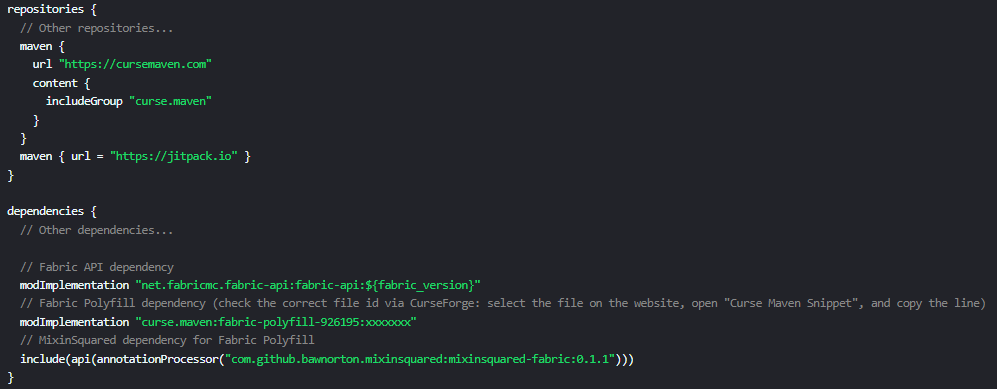 repositories {
  // Other repositories...
  maven {
    url "https://cursemaven.com"
    content {
      includeGroup "curse.maven"
    }
  }
  maven { url = "https://jitpack.io" }
}

dependencies {
  // Other dependencies...

  // Fabric API dependency
  modImplementation "net.fabricmc.fabric-api:fabric-api:${fabric_version}"
  // Fabric Polyfill dependency (check the correct file id via CurseForge: select the file on the website, open "Curse Maven Snippet", and copy the line)
  modImplementation "curse.maven:fabric-polyfill-926195:xxxxxxx"
  // MixinSquared dependency for Fabric Polyfill
  include(api(annotationProcessor("com.github.bawnorton.mixinsquared:mixinsquared-fabric:0.1.1")))
}